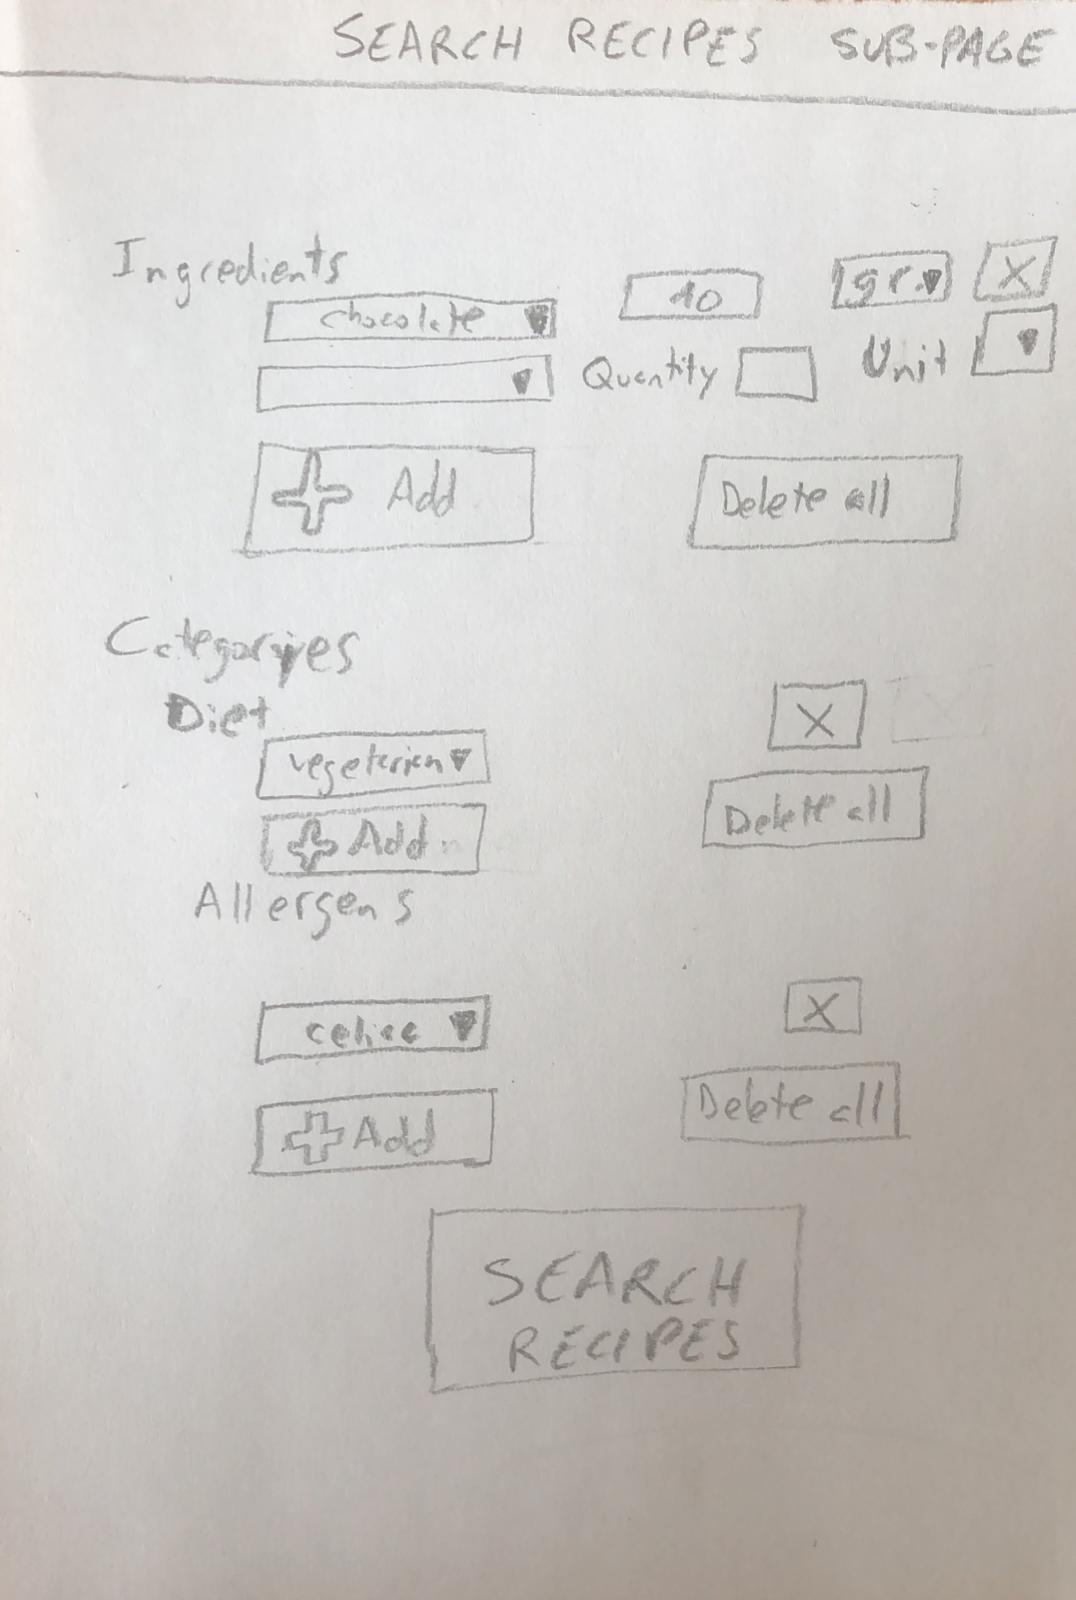 SEARCH RECIPES SUB-PAGE
Ingredients
chocolate 10 gr. X
Quantity Unit
Add Delete all
Categoryes
Diet
vegetarian X
Add Delete all
Allergens
celiac X
Add Delete all
SEARCH
RECIPES